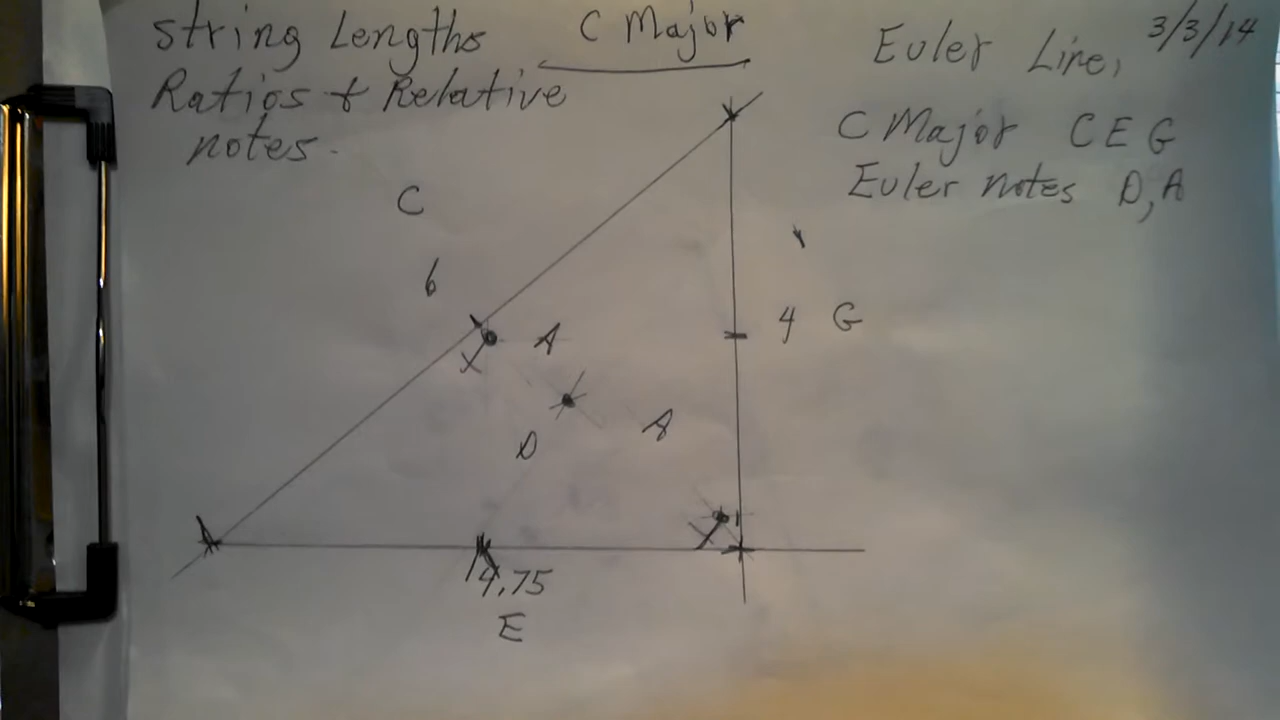 String Lengths
Ratios + Relative
notes.
C Major
Euler Line, 3/3/14
C Major C E G
Euler notes D, A
C
6
A
4 G
D
A
4.75
E